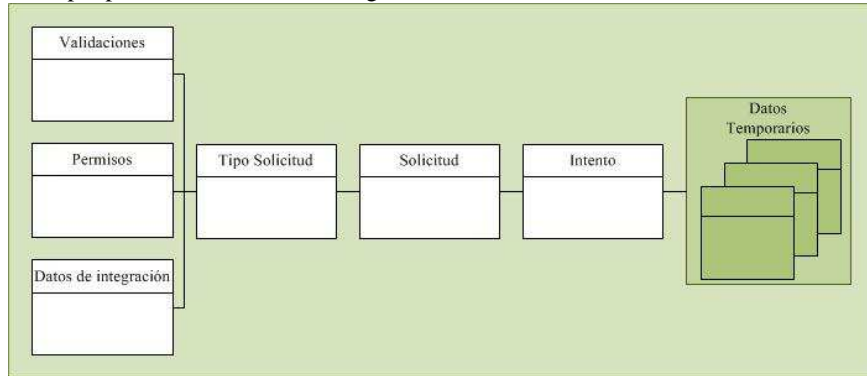 Validaciones
Permisos
Datos de integración
Tipo Solicitud
Solicitud
Intento
Datos
Temporarios